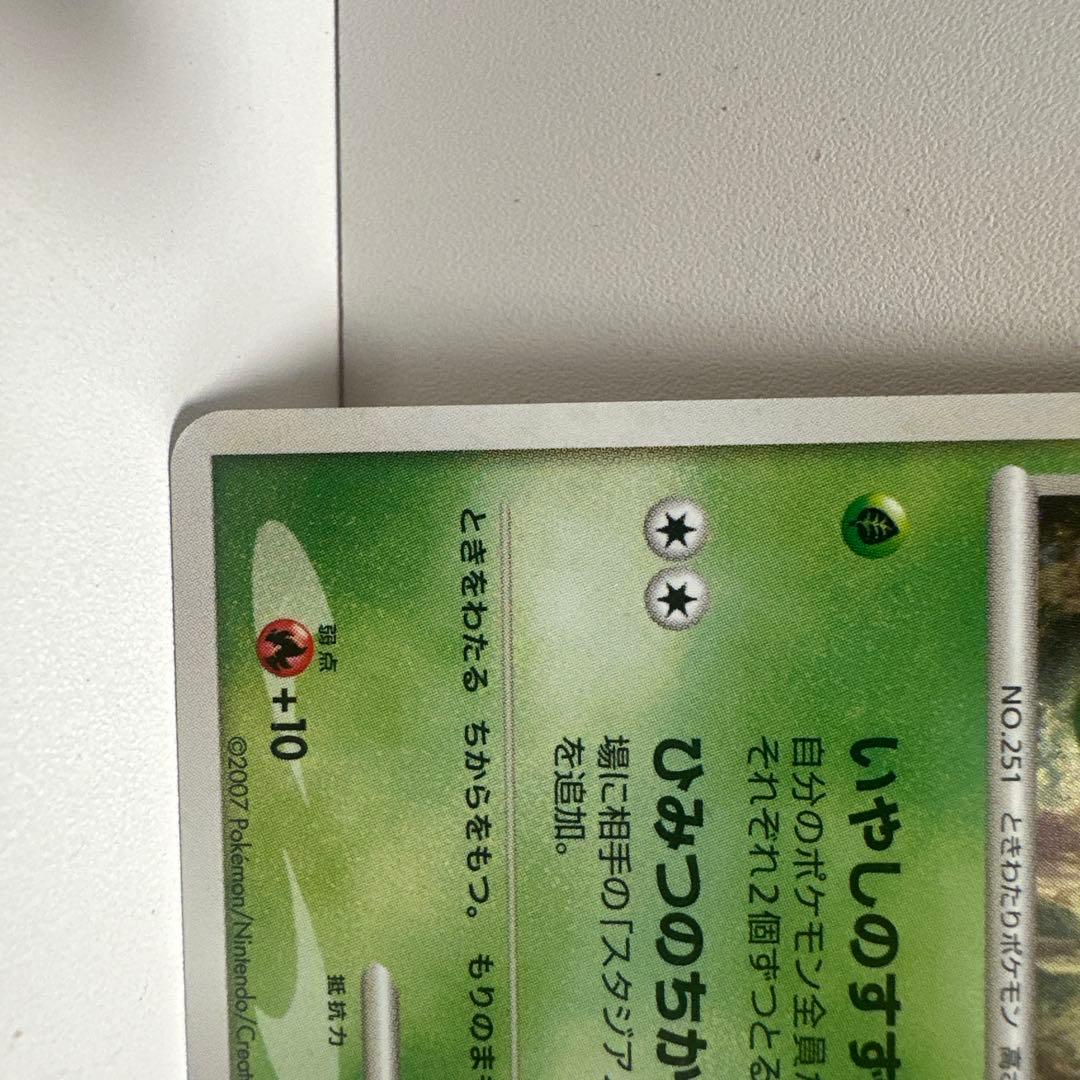 NO.251 ときわたりポケモン 高さ
いやしのすず
自分のポケモン全員
それぞれ2個ずつとる
ひみつのちか
場に相手の「スタジア
を追加。
ときをわたる ちからをもつ。 もりのま
弱点
+10
抵抗力
©2007 Pokémon/Nintendo/Creat